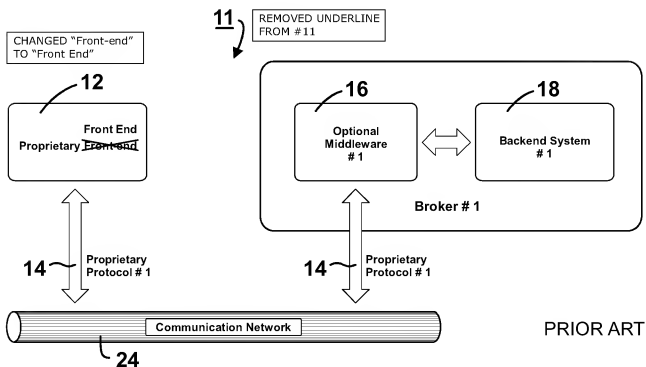 CHANGED “Front-end”
TO “Front End”
11
REMOVED UNDERLINE
FROM #11
12
Front End
Proprietary Front-end
16
Optional
Middleware
# 1
18
Backend System
# 1
Broker # 1
14
Proprietary
Protocol # 1
14
Proprietary
Protocol # 1
Communication Network
24
PRIOR ART